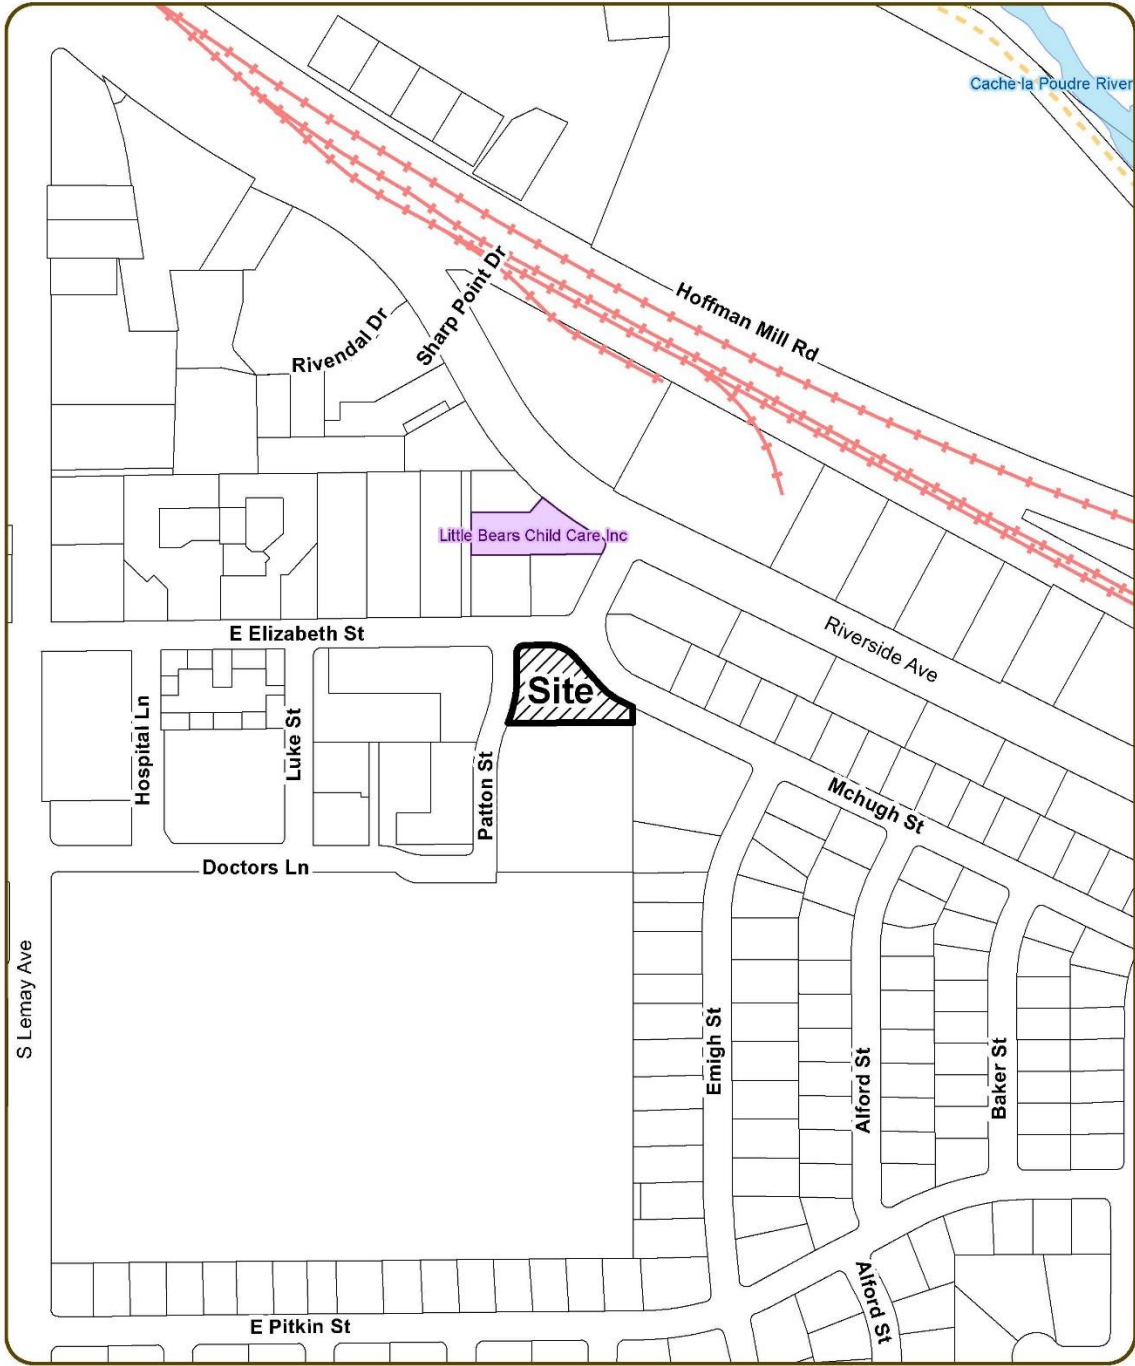 Cache la Poudre River
Hoffman Mill Rd
Sharp Point Dr
Rivendal Dr
Little Bears Child Care Inc
E Elizabeth St
Riverside Ave
Site
Hospital Ln
Luke St
Patton St
Mchugh St
Doctors Ln
S Lemay Ave
Emigh St
Alford St
Baker St
Alford St
E Pitkin St